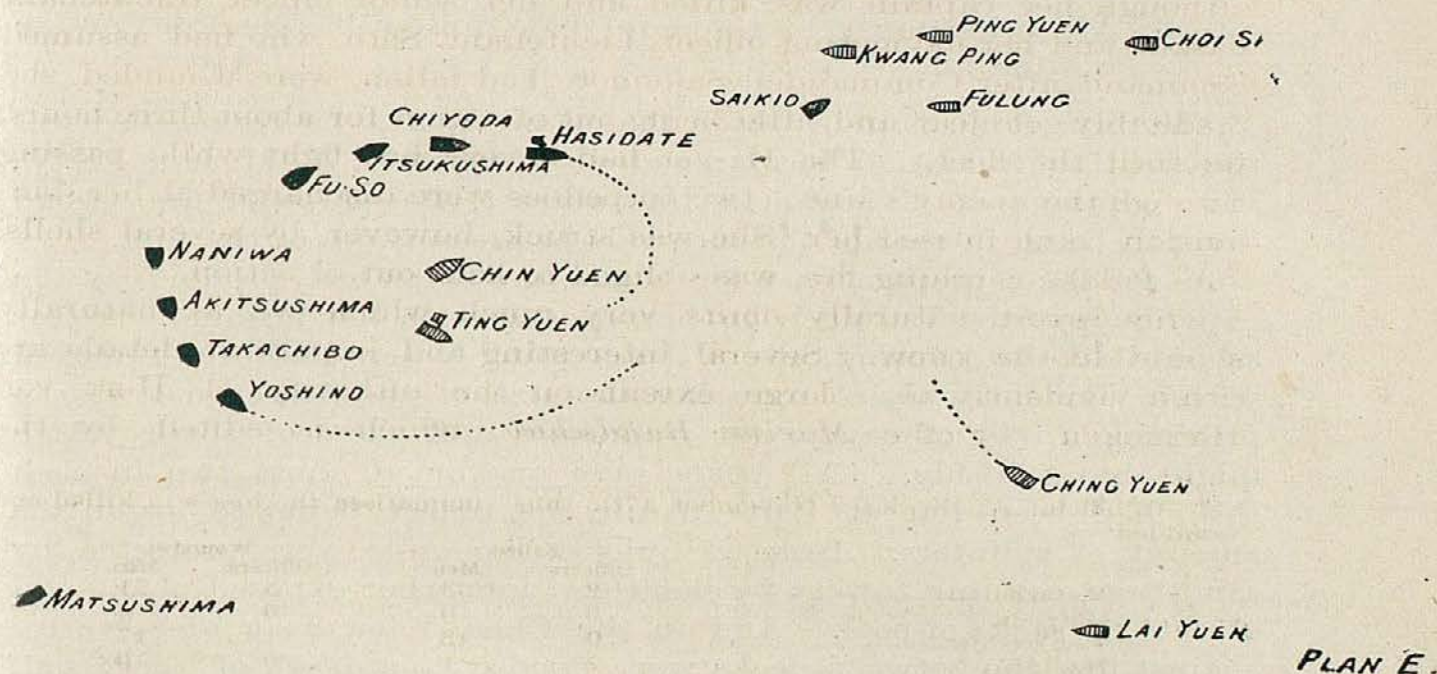 PING YUEN
CHOI SI
KWANG PING
SAIKIO
FULUNG
CHIYODA
HASIDATE
ITSUKUSHIMA
FU·SO
NANIWA
CHIN YUEN
AKITSUSHIMA
TING YUEN
TAKACHIBO
YOSHINO
CHING YUEN
MATSUSHIMA
LAI YUEN
PLAN E.